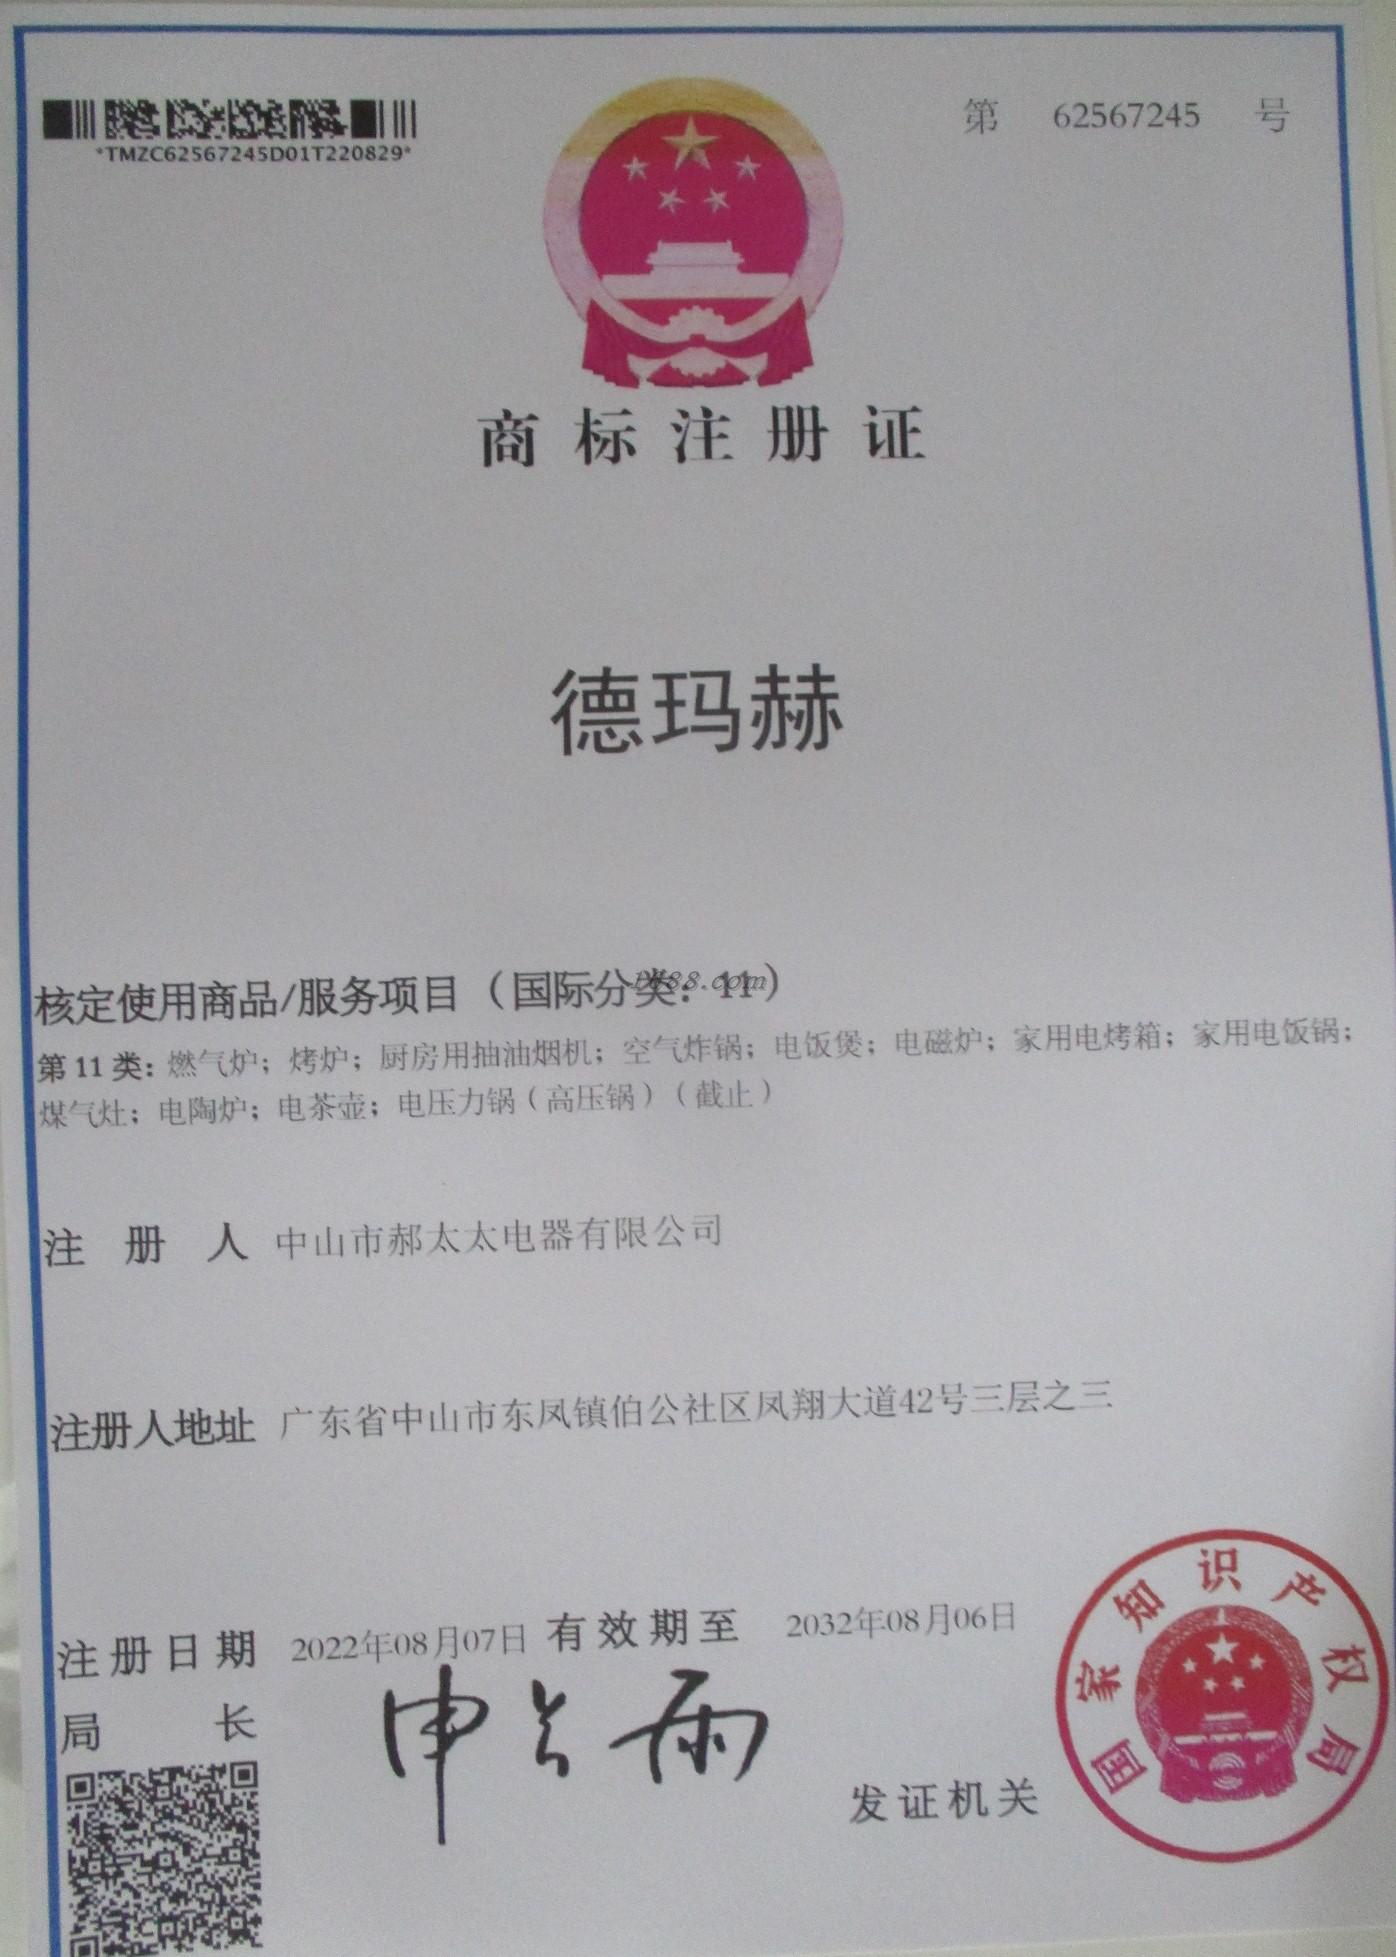 第 62567245 号
*TMZC62567245D01T220829*
商标注册证
德玛赫
核定使用商品/服务项目（国际分类：11）
1688.com
第11类：燃气炉；烤炉；厨房用抽油烟机；空气炸锅；电饭煲；电磁炉；家用电烤箱；家用电饭锅；
煤气灶；电陶炉；电茶壶；电压力锅（高压锅）（截止）
注册人 中山市郝太太电器有限公司
注册人地址 广东省中山市东凤镇伯公社区凤翔大道42号三层之三
注册日期 2022年08月07日 有效期至 2032年08月06日
局长 申长雨
发证机关
国家知识产权局